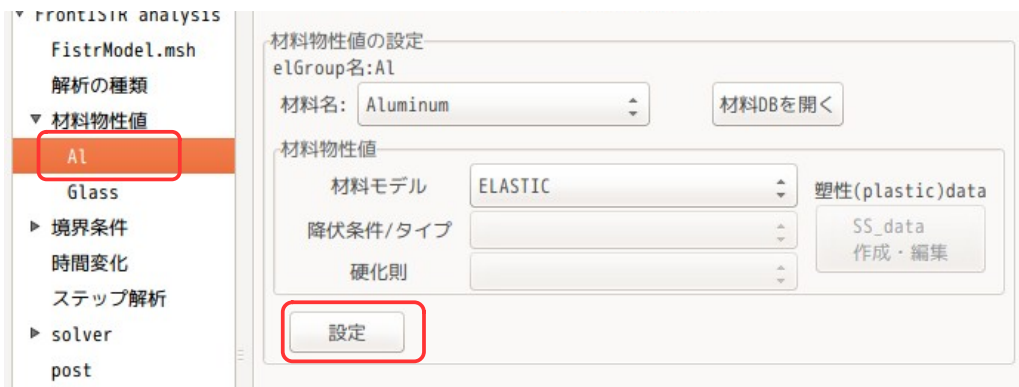 FrontISTR analysis
FistrModel.msh
解析の種類
材料物性値
Al
Glass
境界条件
時間変化
ステップ解析
solver
post
材料物性値の設定
elGroup名:Al
材料名: Aluminum 材料DBを開く
材料物性値
材料モデル ELASTIC
塑性(plastic)data
降伏条件/タイプ
SS_data
作成・編集
硬化則
設定